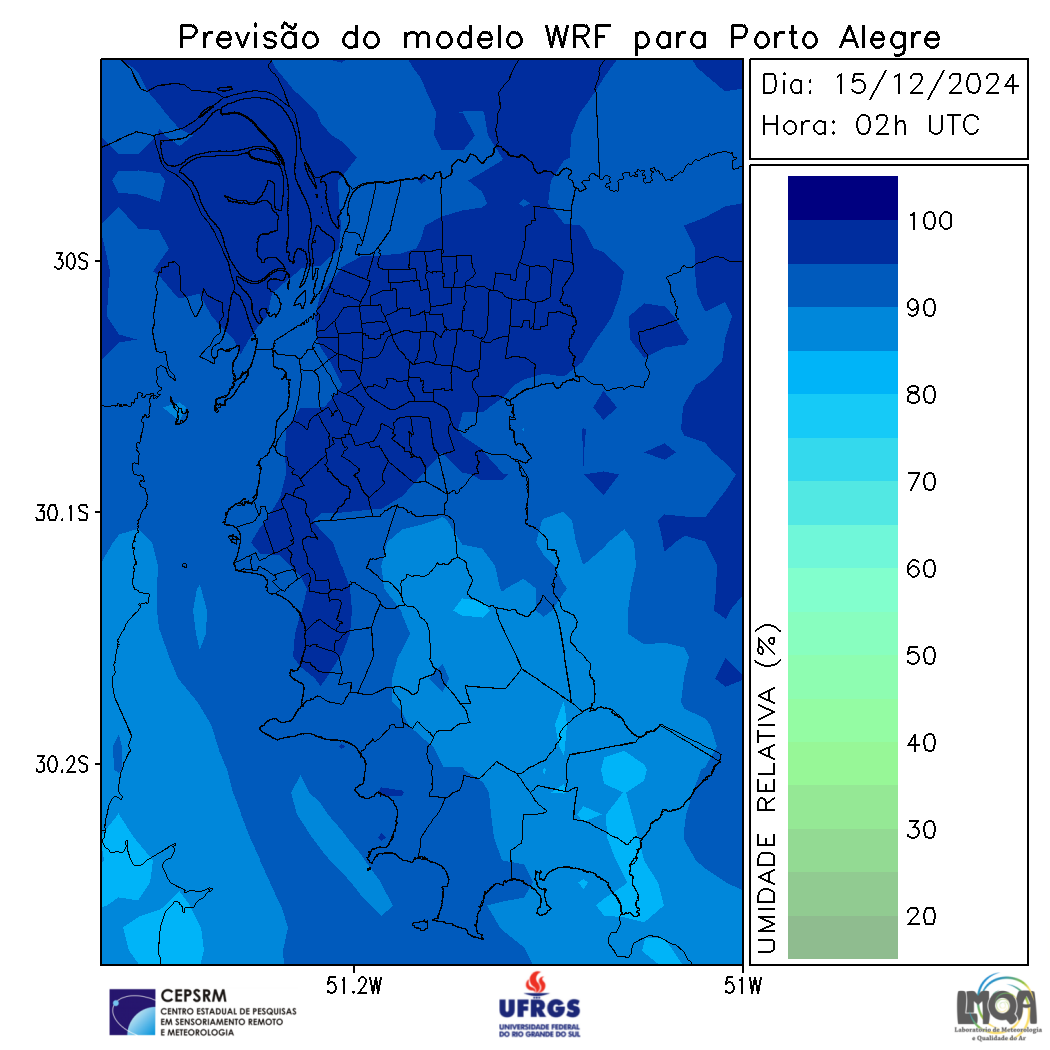 Previsão do modelo WRF para Porto Alegre
Dia: 15/12/2024
Hora: 02h UTC
30S
30.1S
30.2S
51.2W
51W
100
90
80
70
60
50
40
30
20
UMIDADE RELATIVA (%)
CEPSRM
CENTRO ESTADUAL DE PESQUISAS
EM SENSORIAMENTO REMOTO
E METEOROLOGIA
UFRGS
UNIVERSIDADE FEDERAL
DO RIO GRANDE DO SUL
LMQA
Laboratório de Meteorologia
e Qualidade do Ar